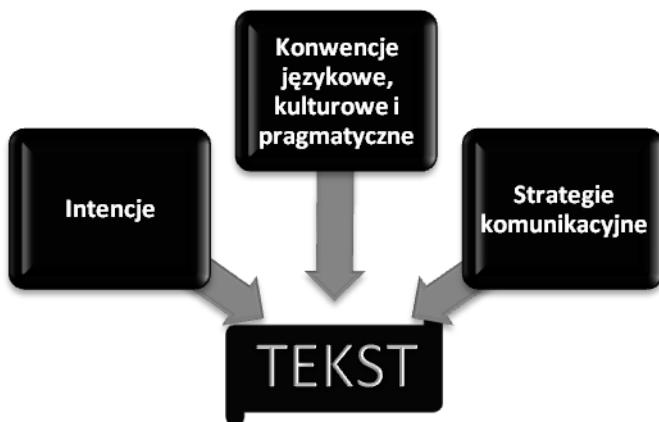 Konwencje
językowe,
kulturowe i
pragmatyczne
Intencje
Strategie
komunikacyjne
TEKST